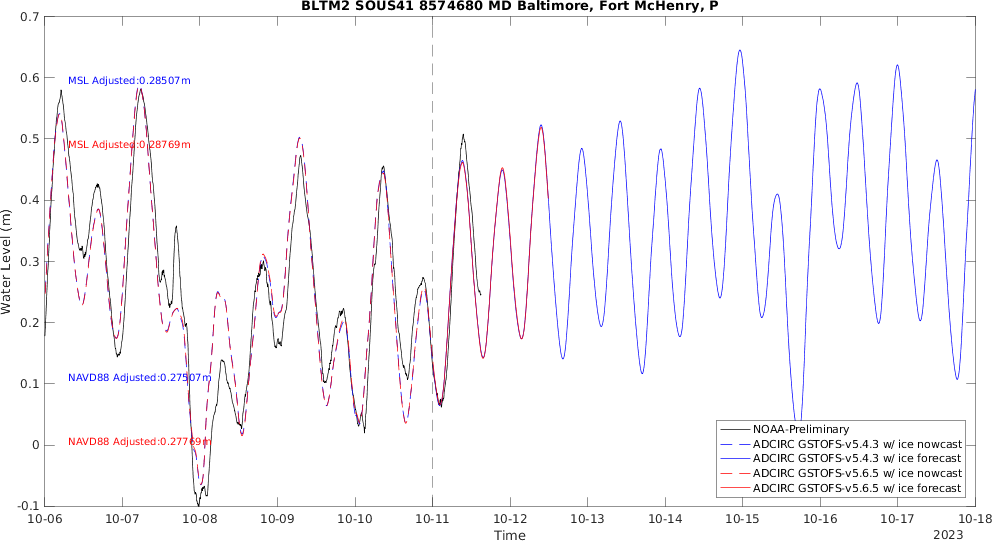 BLTM2 SOUS41 8574680 MD Baltimore, Fort McHenry, P
0.7
0.6
0.5
0.4
0.3
0.2
0.1
0
-0.1
Water Level (m)
MSL Adjusted:0.28507m
MSL Adjusted:0.28769m
NAVD88 Adjusted:0.27507m
NAVD88 Adjusted:0.27769m
NOAA-Preliminary
ADCIRC GSTOFS-v5.4.3 w/ ice nowcast
ADCIRC GSTOFS-v5.4.3 w/ ice forecast
ADCIRC GSTOFS-v5.6.5 w/ ice nowcast
ADCIRC GSTOFS-v5.6.5 w/ ice forecast
10-06 10-07 10-08 10-09 10-10 10-11 10-12 10-13 10-14 10-15 10-16 10-17 10-18
Time
2023